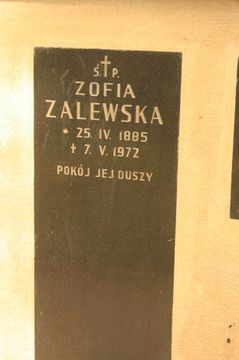 Ś.†P.
ZOFIA
ZALEWSKA
* 25. IV. 1885
† 7. V. 1972
POKÓJ JEJ DUSZY